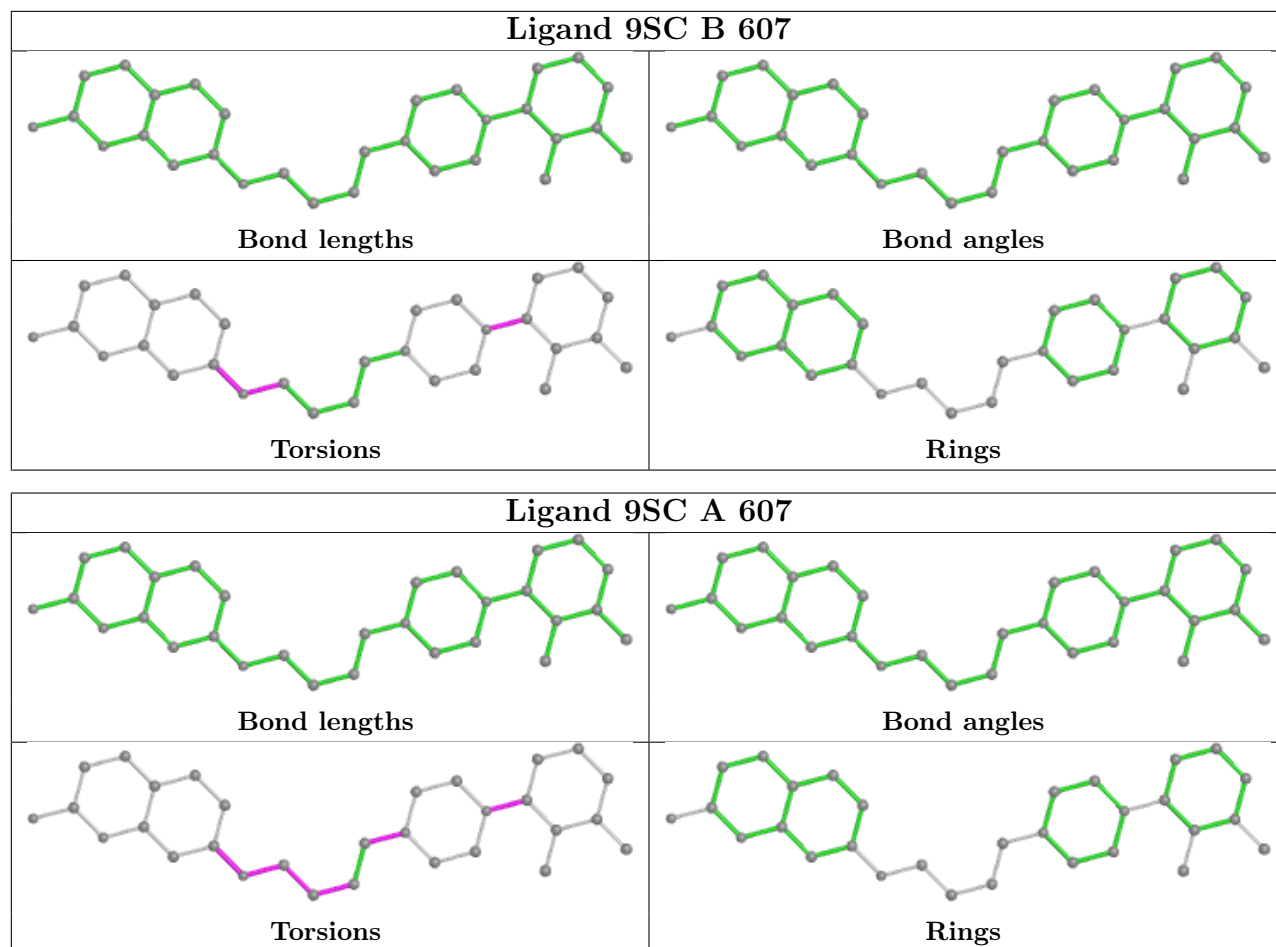 Ligand 9SC B 607
Bond lengths
Bond angles
Torsions
Rings
Ligand 9SC A 607
Bond lengths
Bond angles
Torsions
Rings